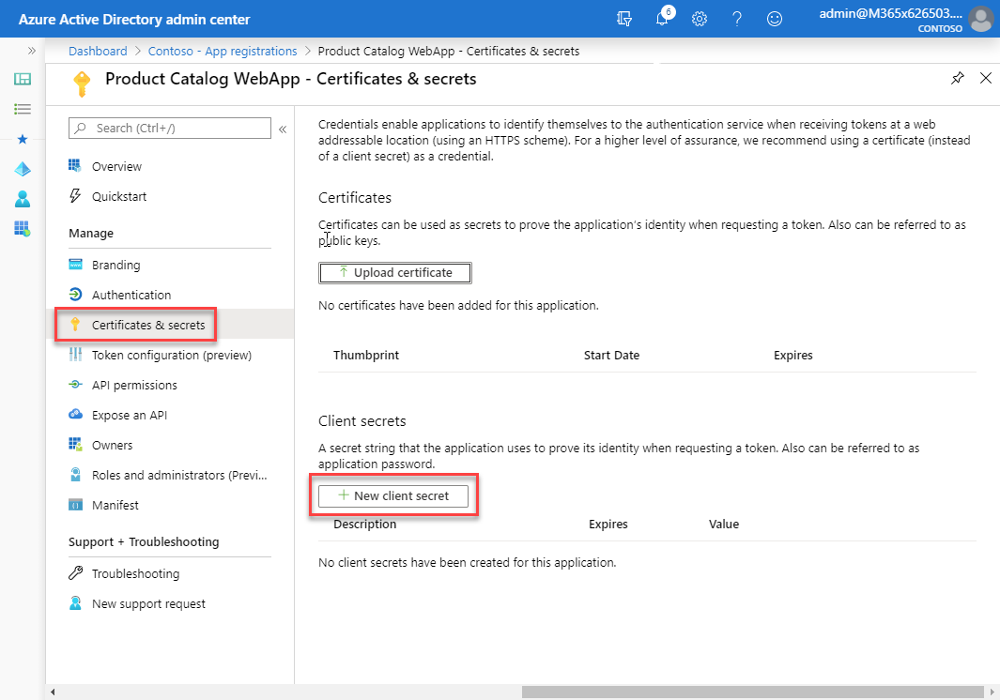 Azure Active Directory admin center
6
admin@M365x626503....
CONTOSO
Dashboard > Contoso - App registrations > Product Catalog WebApp - Certificates & secrets
Product Catalog WebApp - Certificates & secrets
Search (Ctrl+/)
Overview
Quickstart
Manage
Branding
Authentication
Certificates & secrets
Token configuration (preview)
API permissions
Expose an API
Owners
Roles and administrators (Previ...
Manifest
Support + Troubleshooting
Troubleshooting
New support request
Credentials enable applications to identify themselves to the authentication service when receiving tokens at a web
addressable location (using an HTTPS scheme). For a higher level of assurance, we recommend using a certificate (instead
of a client secret) as a credential.
Certificates
Certificates can be used as secrets to prove the application's identity when requesting a token. Also can be referred to as
public keys.
Upload certificate
No certificates have been added for this application.
Thumbprint Start Date Expires
Client secrets
A secret string that the application uses to prove its identity when requesting a token. Also can be referred to as
application password.
New client secret
Description Expires Value
No client secrets have been created for this application.